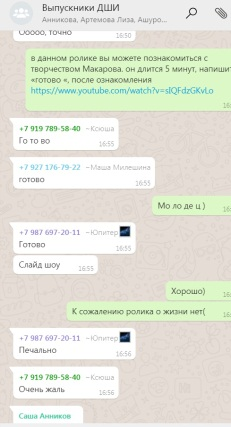 Выпускники ДШИ
Анникова, Артемова Лиза, Ашуро...
Ооооо, точно
16:50
в данном ролике вы можете познакомиться с
творчеством Макарова, он длится 5 минут, напишит
«готово «, после ознакомления
https://www.youtube.com/watch?v=sIQFdzGKvLo
+7 919 789-58-40 ~Ксюша
Го то во
16:55
+7 927 176-79-22 ~Маша Милешина
готово
16:55
Мо ло де ц )
+7 987 697-20-11 ~Юпитер
Готово
16:55
Слайд шоу
16:55
Хорошо)
К сожалению ролика о жизни нет(
+7 987 697-20-11 ~Юпитер
Печально
16:56
+7 919 789-58-40 ~Ксюша
Очень жаль
16:56
Саша Анников